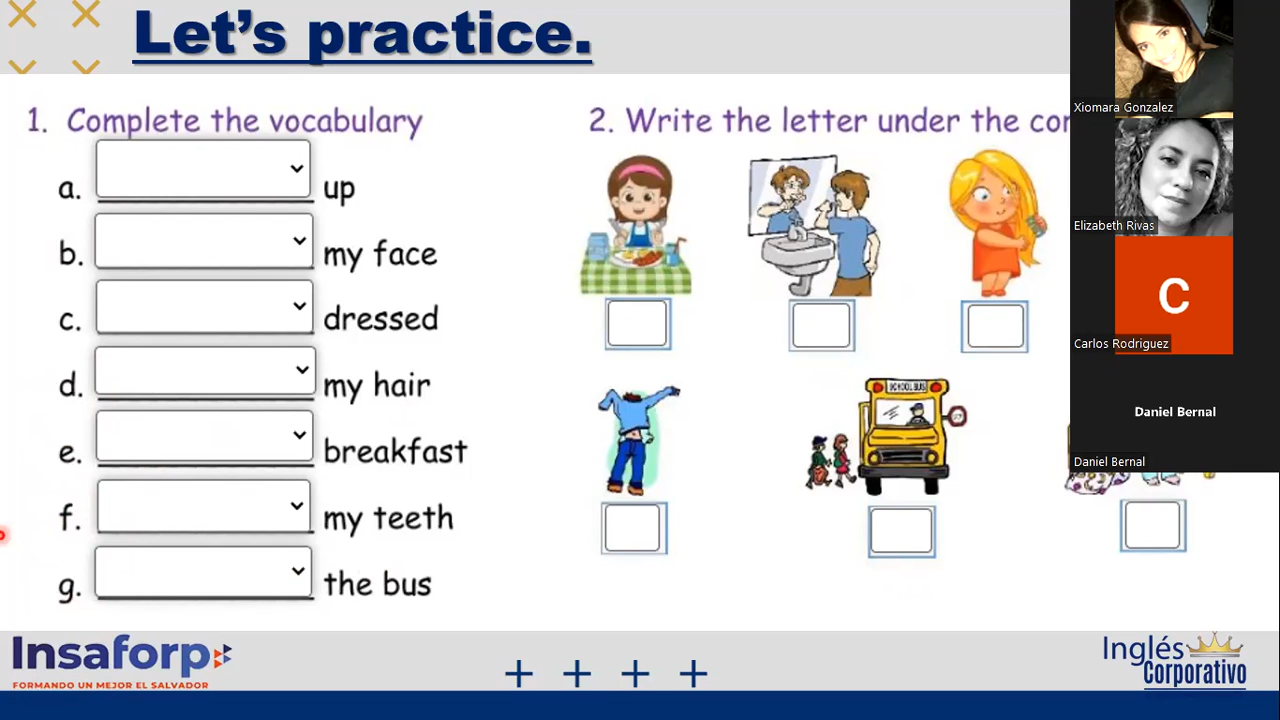 Let's practice.
1. Complete the vocabulary
a. up
b. my face
c. dressed
d. my hair
e. breakfast
f. my teeth
g. the bus
2. Write the letter under the
SCHOOL BUS
Xiomara Gonzalez
Elizabeth Rivas
C
Carlos Rodriguez
Daniel Bernal
Daniel Bernal
Insaforp
FORMANDO UN MEJOR EL SALVADOR
Inglés
Corporativo